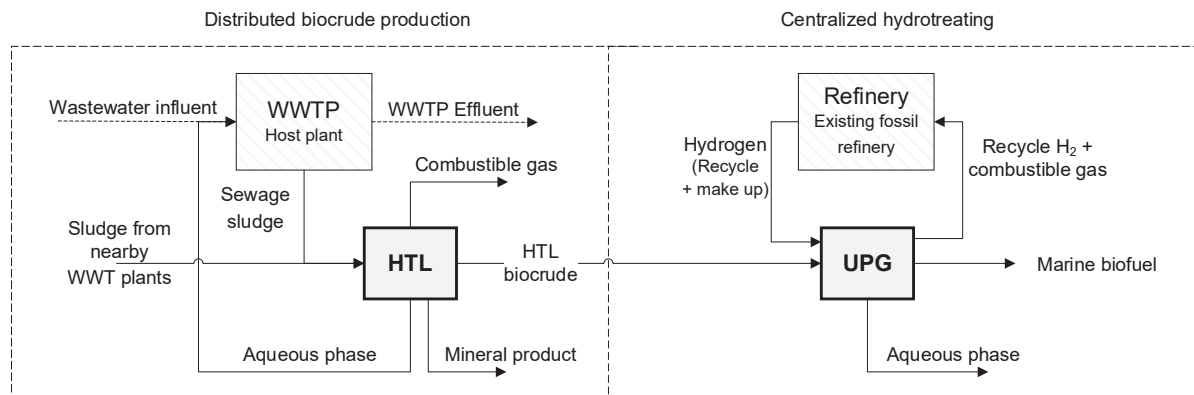 Distributed biocrude production
Centralized hydrotreating
Wastewater influent
WWTP
Host plant
WWTP Effluent
Combustible gas
Sewage
sludge
Sludge from
nearby
WWT plants
HTL
HTL
biocrude
Aqueous phase
Mineral product
Refinery
Existing fossil
refinery
Hydrogen
(Recycle
+ make up)
Recycle H₂ +
combustible gas
UPG
Marine biofuel
Aqueous phase